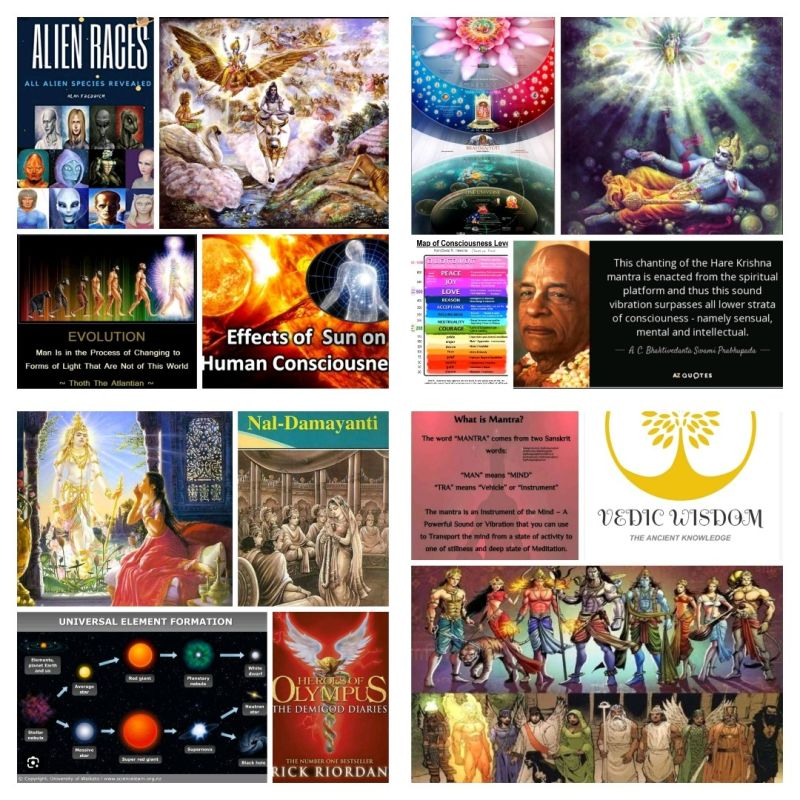 ALIEN RACES
ALL ALIEN SPECIES REVEALED
EVOLUTION
Man Is in the Process of Changing to
Forms of Light That Are Not of This World
~ Thoth The Atlantian ~
Effects of Sun on
Human Consciousne
THE UNIVERSE
Map of Consciousness Leve
PEACE
JOY
LOVE
REASON
ACCEPTANCE
WILLINGNESS
NEUTRALITY
COURAGE
This chanting of the Hare Krishna
mantra is enacted from the spiritual
platform and thus this sound
vibration surpasses all lower strata
of consciousness - namely sensual,
mental and intellectual.
A. C. Bhaktivedanta Swami Prabhupada
AZ QUOTES
Nal-Damayanti
UNIVERSAL ELEMENT FORMATION
Elements,
planet Earth
and us
Average
star
Red giant
Planetary
nebula
White
dwarf
Neutron
star
Stellar
nebula
Massive
star
Super red giant
Supernova
Black hole
© Copyright, University of Waikato | www.sciencelearn.org.nz
HEROES OF
OLYMPUS
THE DEMIGOD DIARIES
THE NUMBER ONE BESTSELLER
RICK RIORDAN
What is Mantra?
The word “MANTRA” comes from two Sanskrit
words:
“MAN” means “MIND”
“TRA” means “Vehicle” or “Instrument”
The mantra is an Instrument of the Mind – A
Powerful Sound or Vibration that you can use
to Transport the mind from a state of activity to
one of stillness and deep state of Meditation.
VEDIC WISDOM
THE ANCIENT KNOWLEDGE